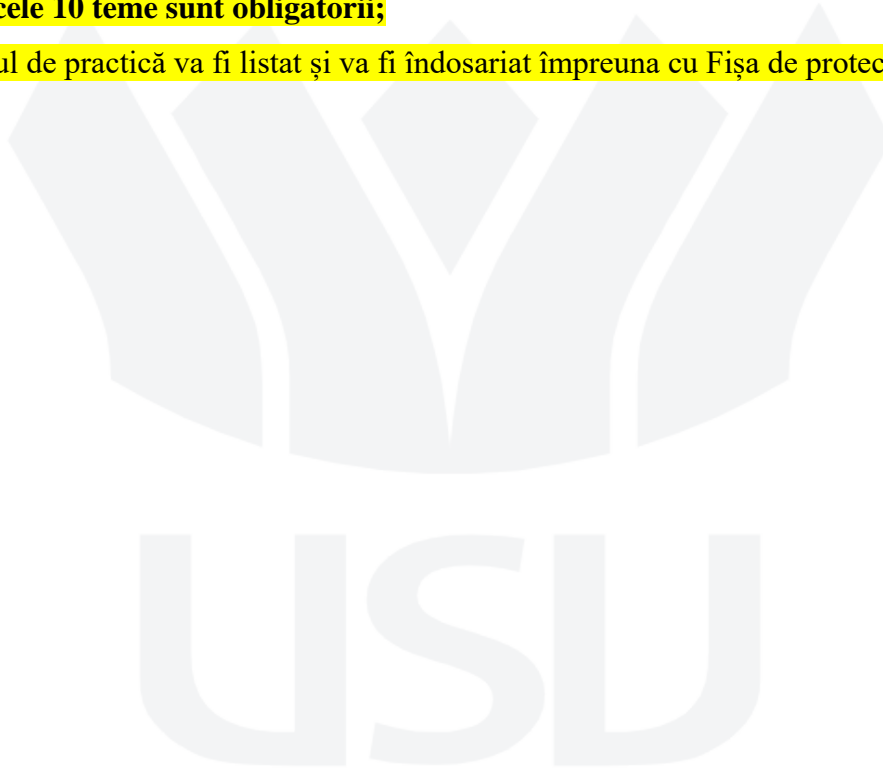 cele 10 teme sunt obligatorii;
ul de practică va fi listat și va fi îndosariat împreuna cu Fișa de protec
USV